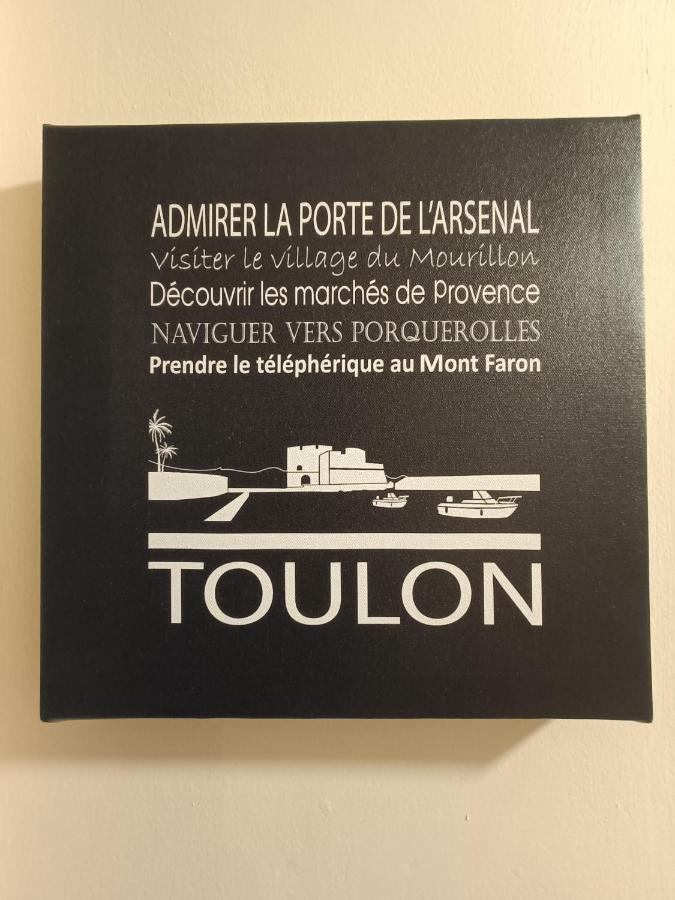 ADMIRER LA PORTE DE L'ARSENAL
Visiter le village du Mourillon
Découvrir les marchés de Provence
NAVIGUER VERS PORQUEROLLES
Prendre le téléphérique au Mont Faron
TOULON